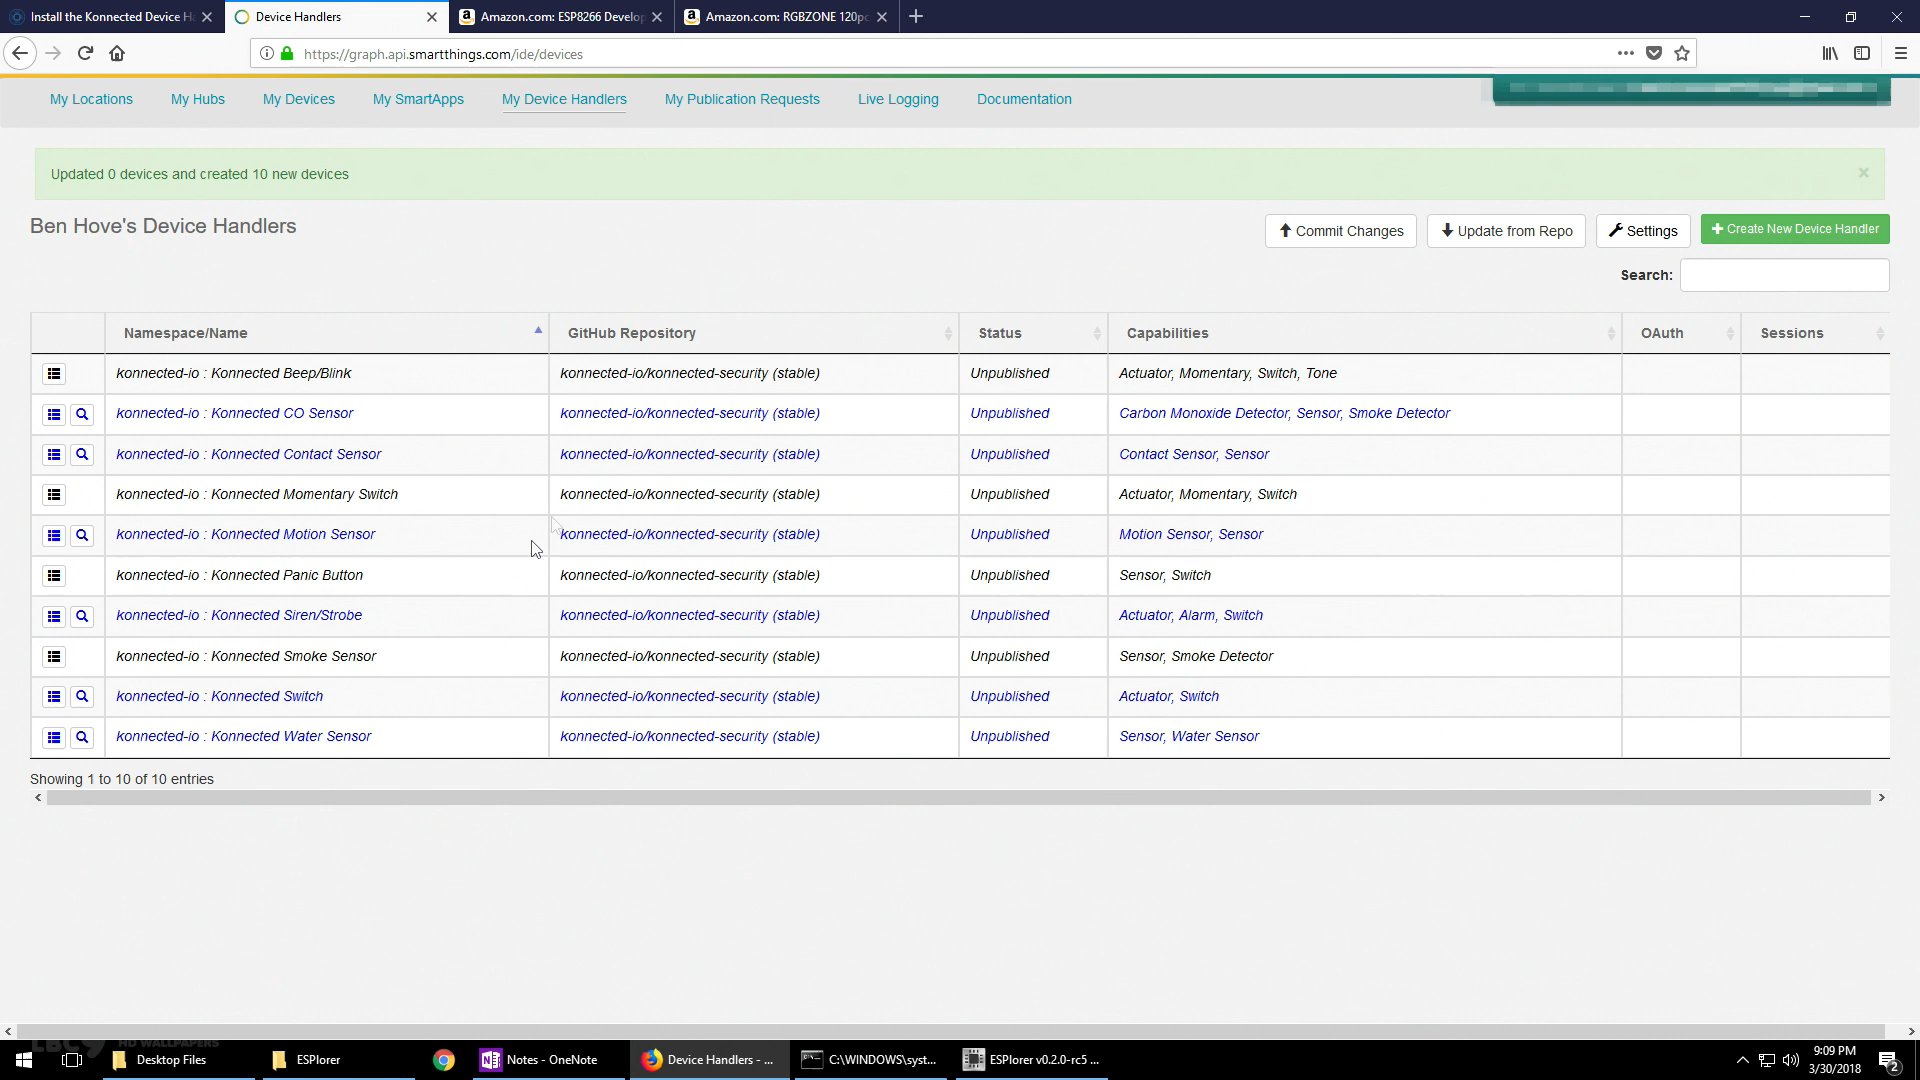 Install the Konnected Device H
Device Handlers
Amazon.com: ESP8266 Develop
Amazon.com: RGBZONE 120pc
https://graph.api.smartthings.com/ide/devices
My Locations
My Hubs
My Devices
My SmartApps
My Device Handlers
My Publication Requests
Live Logging
Documentation
Updated 0 devices and created 10 new devices
×
Ben Hove's Device Handlers
Commit Changes
Update from Repo
Settings
Create New Device Handler
Search:
Namespace/Name GitHub Repository Status Capabilities OAuth Sessions
konnected-io : Konnected Beep/Blink konnected-io/konnected-security (stable) Unpublished Actuator, Momentary, Switch, Tone
konnected-io : Konnected CO Sensor konnected-io/konnected-security (stable) Unpublished Carbon Monoxide Detector, Sensor, Smoke Detector
konnected-io : Konnected Contact Sensor konnected-io/konnected-security (stable) Unpublished Contact Sensor, Sensor
konnected-io : Konnected Momentary Switch konnected-io/konnected-security (stable) Unpublished Actuator, Momentary, Switch
konnected-io : Konnected Motion Sensor konnected-io/konnected-security (stable) Unpublished Motion Sensor, Sensor
konnected-io : Konnected Panic Button konnected-io/konnected-security (stable) Unpublished Sensor, Switch
konnected-io : Konnected Siren/Strobe konnected-io/konnected-security (stable) Unpublished Actuator, Alarm, Switch
konnected-io : Konnected Smoke Sensor konnected-io/konnected-security (stable) Unpublished Sensor, Smoke Detector
konnected-io : Konnected Switch konnected-io/konnected-security (stable) Unpublished Actuator, Switch
konnected-io : Konnected Water Sensor konnected-io/konnected-security (stable) Unpublished Sensor, Water Sensor
Showing 1 to 10 of 10 entries
HD WALLPAPERS
Desktop Files
ESPlorer
Notes - OneNote
Device Handlers - ...
C:\WINDOWS\syst...
ESPlorer v0.2.0-rc5 ...
9:09 PM
3/30/2018
2